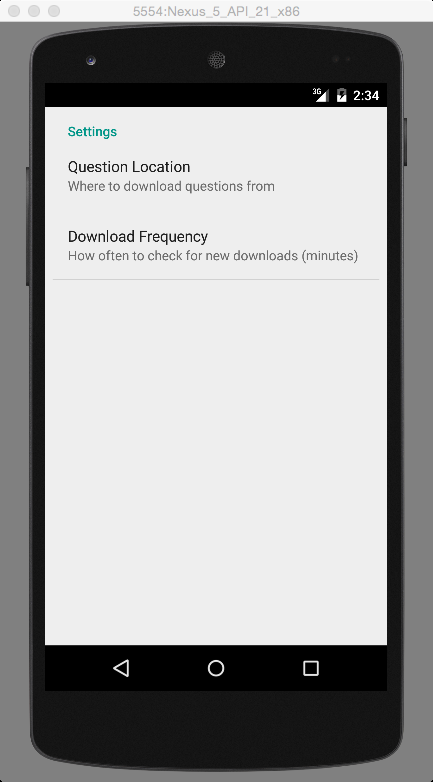 5554:Nexus_5_API_21_x86
3G 2:34
Settings
Question Location
Where to download questions from
Download Frequency
How often to check for new downloads (minutes)